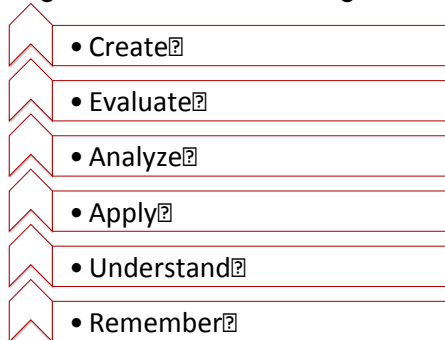 • Create⍰
• Evaluate⍰
• Analyze⍰
• Apply⍰
• Understand⍰
• Remember⍰